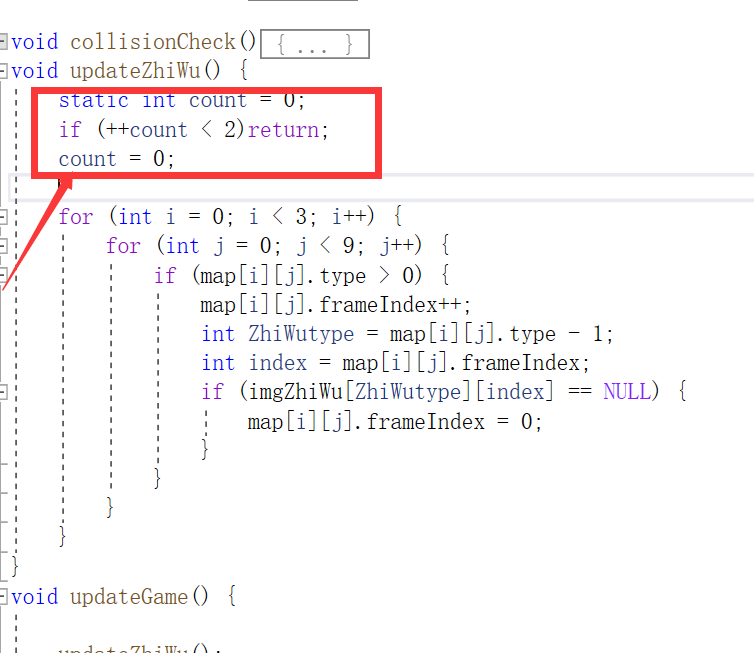 void collisionCheck() { ... }
void updateZhiWu() {
static int count = 0;
if (++count < 2)return;
count = 0;
for (int i = 0; i < 3; i++) {
for (int j = 0; j < 9; j++) {
if (map[i][j].type > 0) {
map[i][j].frameIndex++;
int ZhiWutype = map[i][j].type - 1;
int index = map[i][j].frameIndex;
if (imgZhiWu[ZhiWutype][index] == NULL) {
map[i][j].frameIndex = 0;
}
}
}
}
}
void updateGame() {
updateZhiWu();